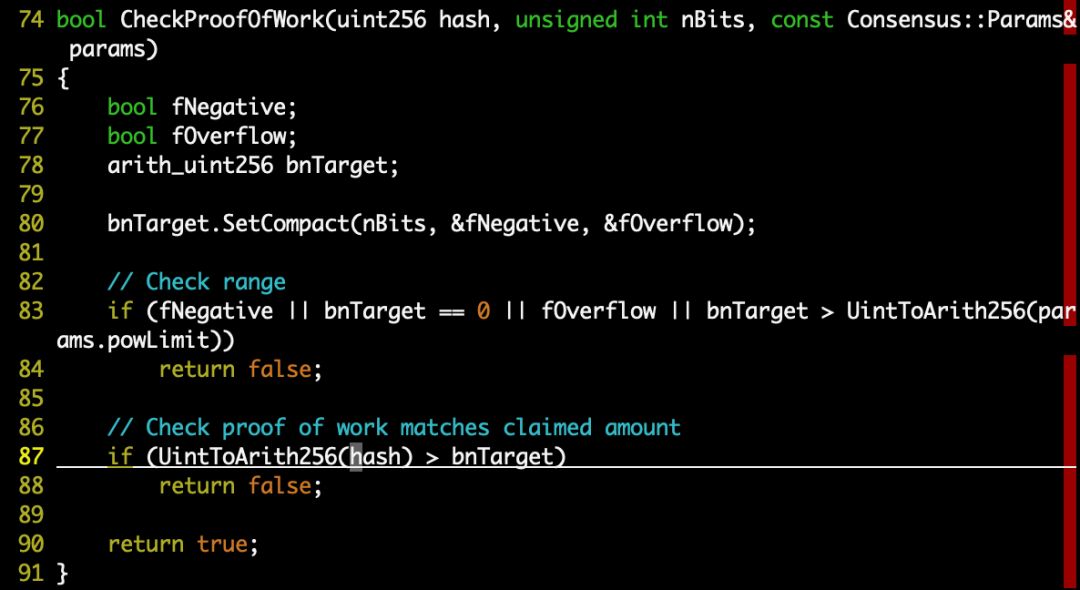 74 bool CheckProofOfWork(uint256 hash, unsigned int nBits, const Consensus::Params&
 params)
75 {
76     bool fNegative;
77     bool fOverflow;
78     arith_uint256 bnTarget;
79
80     bnTarget.SetCompact(nBits, &fNegative, &fOverflow);
81
82     // Check range
83     if (fNegative || bnTarget == 0 || fOverflow || bnTarget > UintToArith256(par
ams.powLimit))
84         return false;
85
86     // Check proof of work matches claimed amount
87     if (UintToArith256(hash) > bnTarget)
88         return false;
89
90     return true;
91 }